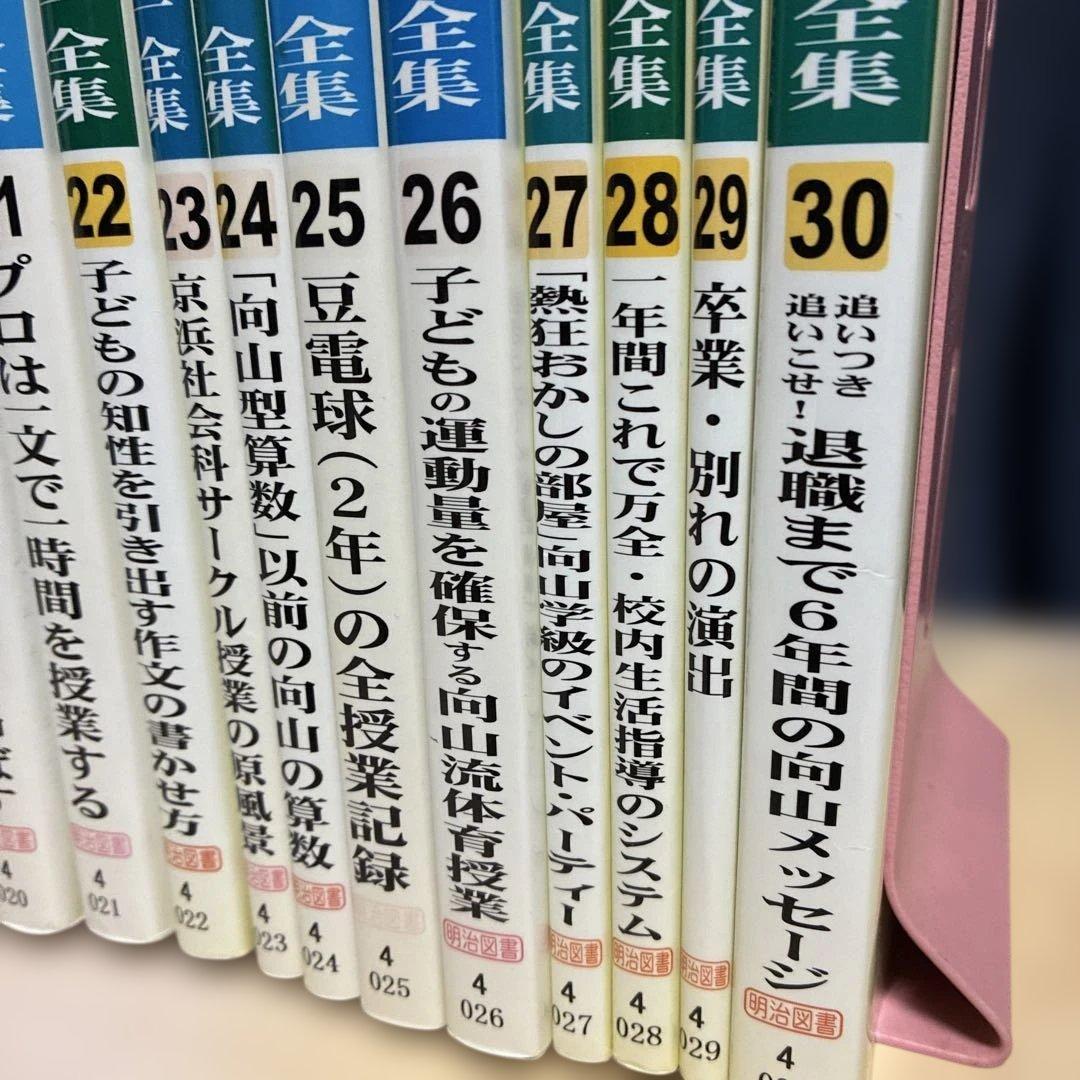 全集
22
子どもの知性を引き出す作文の書かせ方
明治図書
4
021
全集
23
京浜社会科サークル授業の原風景
明治図書
4
022
全集
24
「向山型算数」以前の向山の算数
明治図書
4
023
全集
25
豆電球(2年)の全授業記録
明治図書
4
024
全集
26
子どもの運動量を確保する向山流体育授業
明治図書
4
025
全集
27
「熱狂おかしの部屋」向山学級のイベント・パーティー
明治図書
4
026
全集
28
一年間これで万全・校内生活指導のシステム
明治図書
4
027
全集
29
卒業・別れの演出
明治図書
4
028
全集
30
追いつき
追いこせ!
退職まで6年間の向山メッセージ
明治図書
4
029
プロは一文で一時間を授業する
4
020